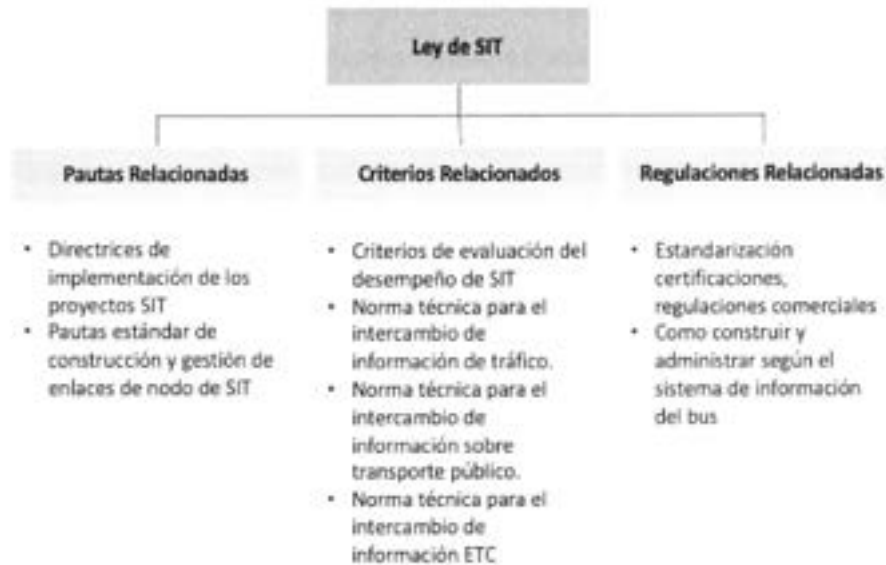 Ley de SIT
Pautas Relacionadas
• Directrices de
implementación de los
proyectos SIT
• Pautas estándar de
construcción y gestión de
enlaces de nodo de SIT
Criterios Relacionados
• Criterios de evaluación del
desempeño de SIT
• Norma técnica para el
intercambio de
información de tráfico.
• Norma técnica para el
intercambio de
información sobre
transporte público.
• Norma técnica para el
intercambio de
información ETC
Regulaciones Relacionadas
• Estandarización
certificaciones,
regulaciones comerciales
• Como construir y
administrar según el
sistema de información
del bus